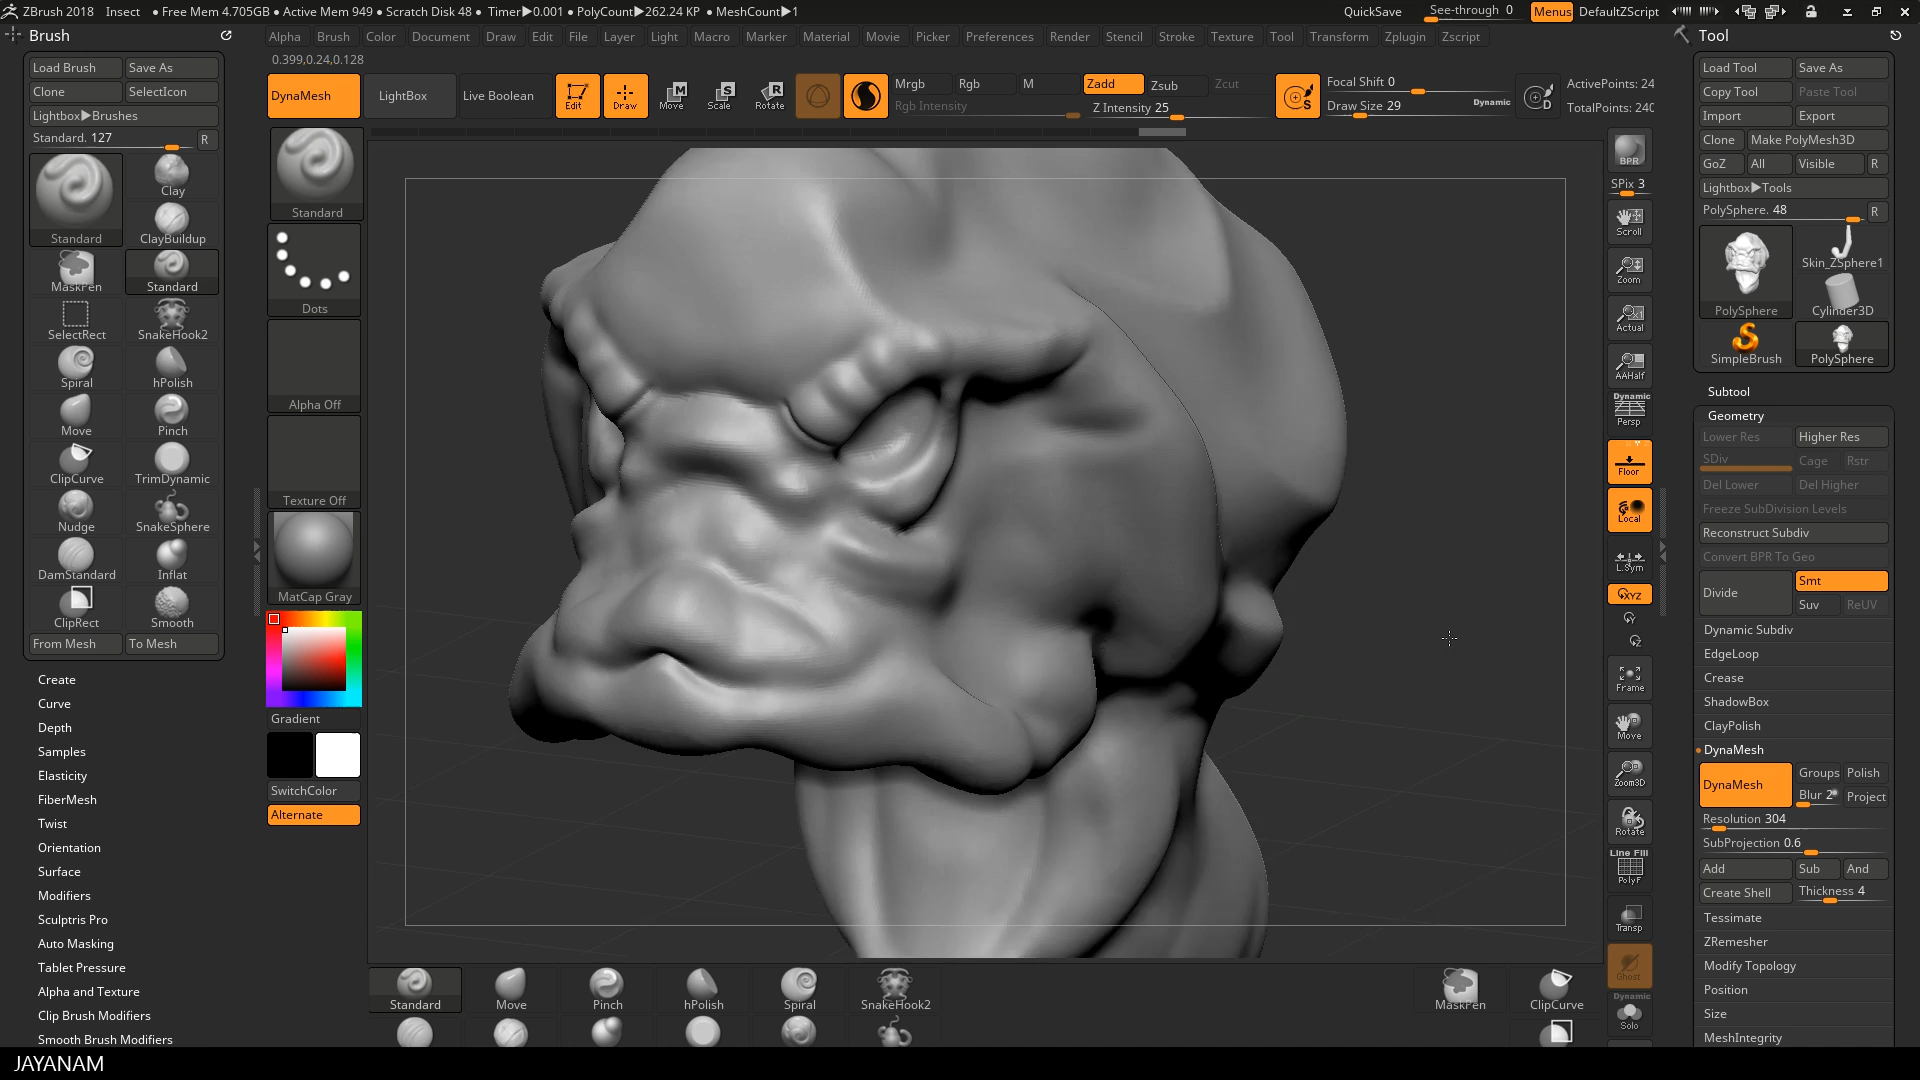 ZBrush 2018 Insect • Free Mem 4.705GB • Active Mem 949 • Scratch Disk 48 • Timer▶0.001 • PolyCount▶262.24 KP • MeshCount▶1 QuickSave See-through 0 Menus DefaultZScript
Brush
Load Brush Save As
Clone SelectIcon
Lightbox▶Brushes
Standard. 127 R
Standard
Clay
ClayBuildup
MaskPen Standard
SelectRect SnakeHook2
Spiral hPolish
Move Pinch
ClipCurve TrimDynamic
Nudge SnakeSphere
DamStandard Inflat
ClipRect Smooth
From Mesh To Mesh
Create
Curve
Depth
Samples
Elasticity
FiberMesh
Twist
Orientation
Surface
Modifiers
Sculptris Pro
Auto Masking
Tablet Pressure
Alpha and Texture
Clip Brush Modifiers
Smooth Brush Modifiers
JAYANAM
Alpha Brush Color Document Draw Edit File Layer Light Macro Marker Material Movie Picker Preferences Render Stencil Stroke Texture Tool Transform Zplugin Zscript
0.399,0.24,0.128
DynaMesh LightBox Live Boolean Edit Draw Move Scale Rotate
M S R
Mrgb Rgb M Zadd Zsub Zcut
Rgb Intensity Z Intensity 25
S Focal Shift 0
Draw Size 29 Dynamic
D ActivePoints: 24
TotalPoints: 240
Standard
Dots
Alpha Off
Texture Off
MatCap Gray
Gradient
SwitchColor
Alternate
BPR
SPix 3
Scroll
Zoom
Actual
AAHalf
Dynamic
Persp
Floor
Local
L.Sym
XYZ
Y
Z
Frame
Move
Zoom3D
Rotate
Line Fill
PolyF
Transp
Ghost
Dynamic
Solo
Standard Move Pinch hPolish Spiral SnakeHook2 MaskPen ClipCurve
Tool
Load Tool Save As
Copy Tool Paste Tool
Import Export
Clone Make PolyMesh3D
GoZ All Visible R
Lightbox▶Tools
PolySphere. 48 R
PolySphere
Skin_ZSphere1
Cylinder3D
SimpleBrush PolySphere
Subtool
Geometry
Lower Res Higher Res
SDiv Cage Rstr
Del Lower Del Higher
Freeze SubDivision Levels
Reconstruct Subdiv
Convert BPR To Geo
Divide Smt
Suv ReUV
Dynamic Subdiv
EdgeLoop
Crease
ShadowBox
ClayPolish
DynaMesh
DynaMesh Groups Polish
Blur 2 Project
Resolution 304
SubProjection 0.6
Add Sub And
Create Shell Thickness 4
Tessimate
ZRemesher
Modify Topology
Position
Size
MeshIntegrity